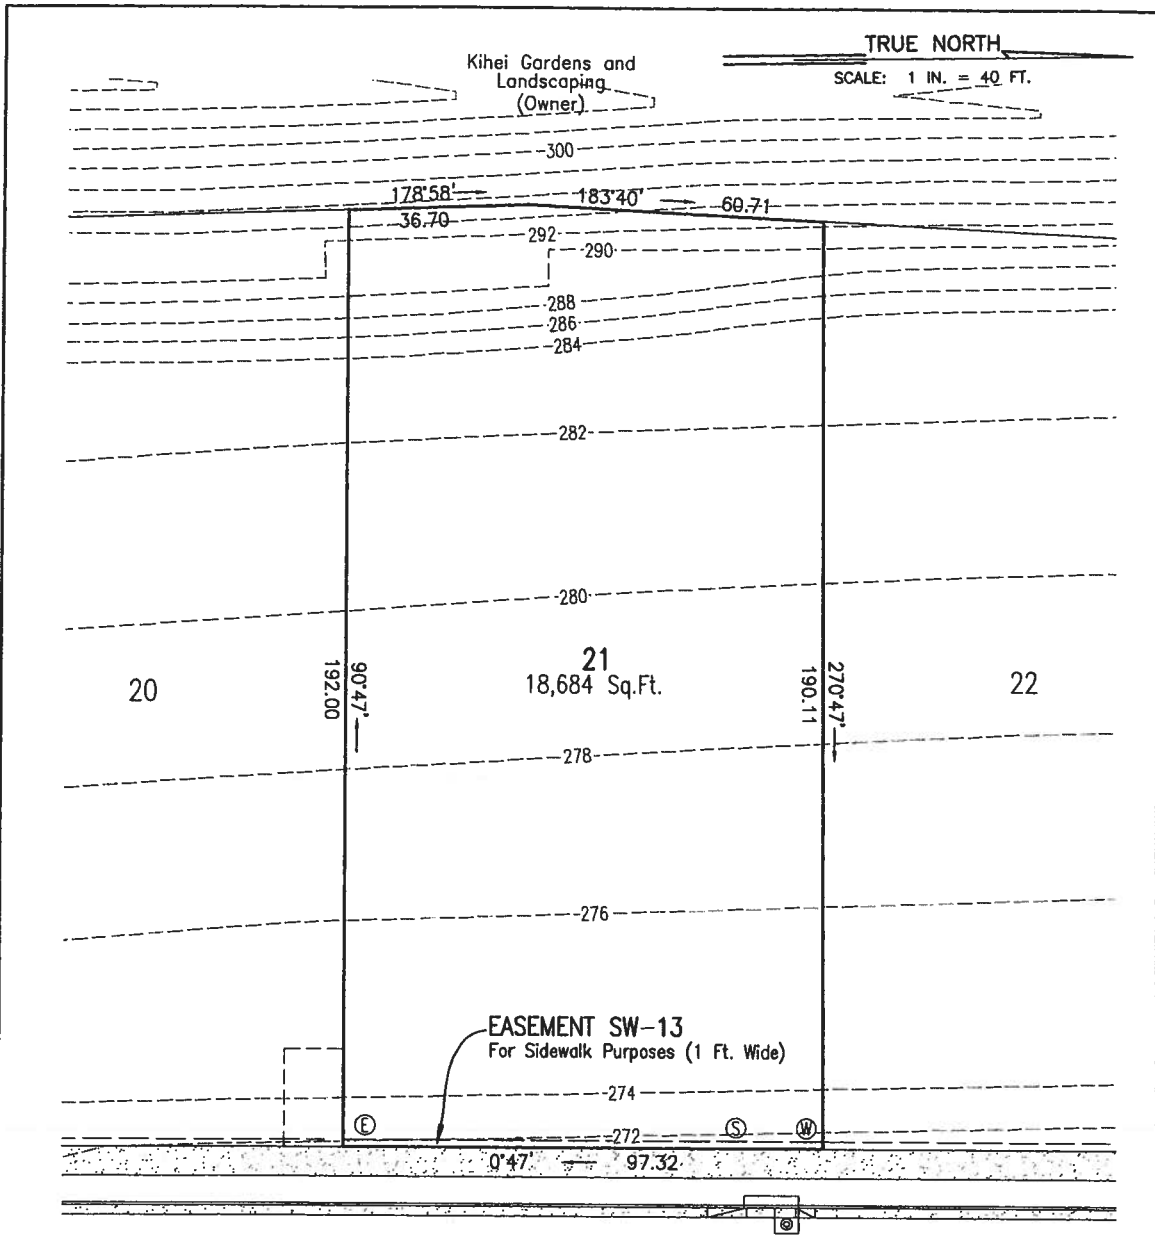 TRUE NORTH
SCALE: 1 IN. = 40 FT.
Kihei Gardens and
Landscaping
(Owner)
300
178°58'
183°40'
60.71
36.70
292
290
288
286
284
282
280
21
18,684 Sq.Ft.
20
22
90°47'
192.00
270°47'
190.11
278
276
EASEMENT SW-13
For Sidewalk Purposes (1 Ft. Wide)
274
E
S
W
272
0°47'
97.32